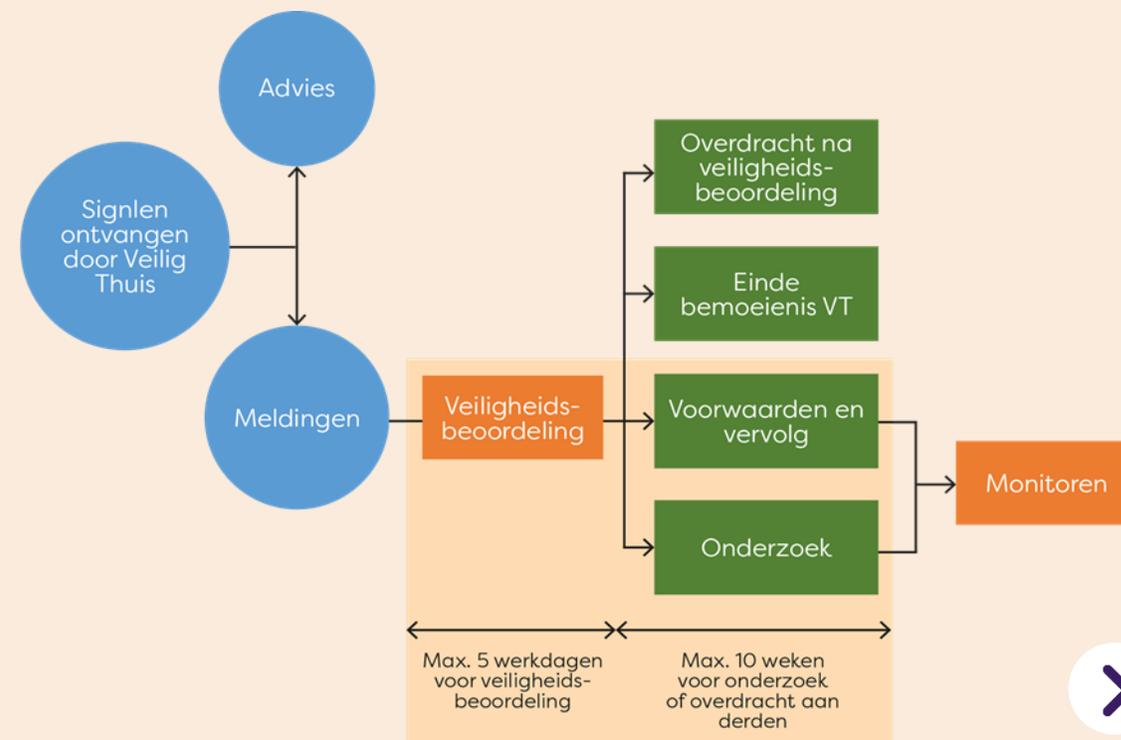 Advies
Signlen
ontvangen
door Veilig
Thuis
Meldingen
Veiligheids-
beoordeling
Overdracht na
veiligheids-
beoordeling
Einde
bemoeienis VT
Voorwaarden en
vervolg
Onderzoek
Monitoren
Max. 5 werkdagen
voor veiligheids-
beoordeling
Max. 10 weken
voor onderzoek
of overdracht aan
derden